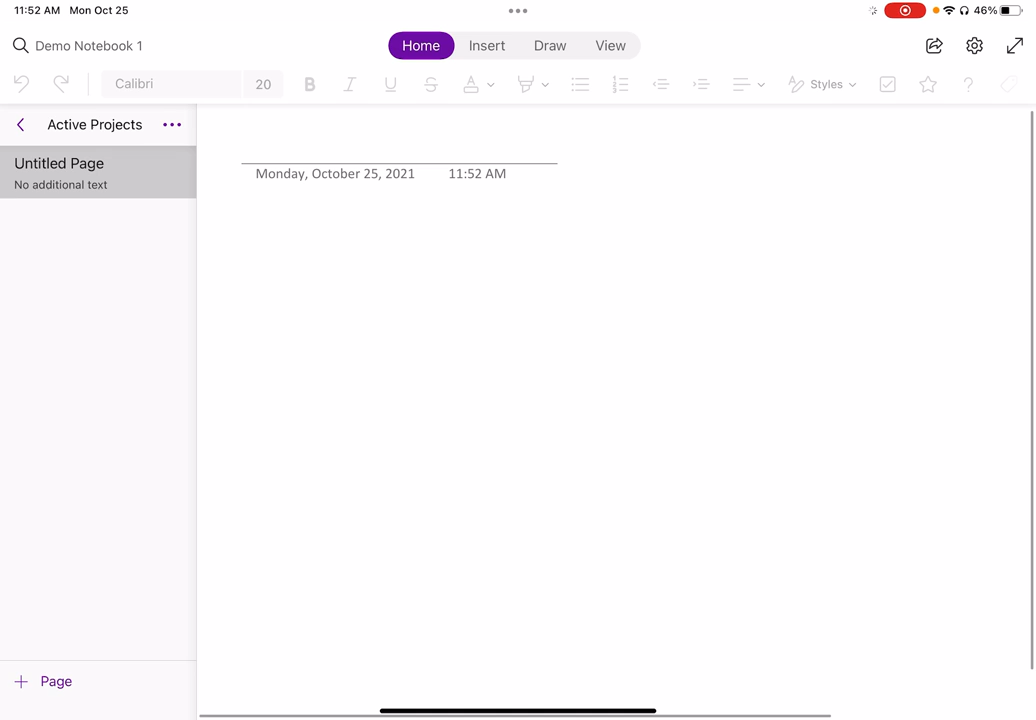 11:52 AM Mon Oct 25
46%
Demo Notebook 1
Home Insert Draw View
Calibri 20 B I U S A Styles ?
Active Projects
Untitled Page
No additional text
Monday, October 25, 2021 11:52 AM
Page